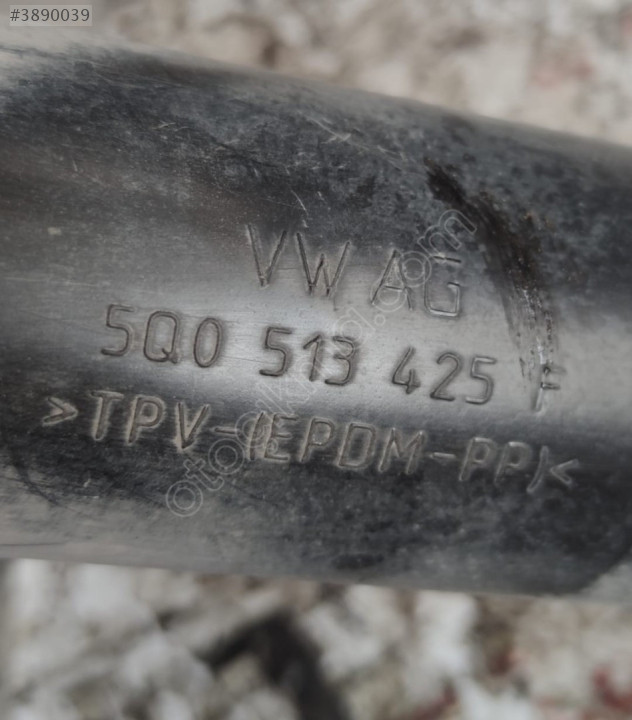 #3890039
VW AG
5Q0 513 425 F
>TPV-(EPDM-PP)<